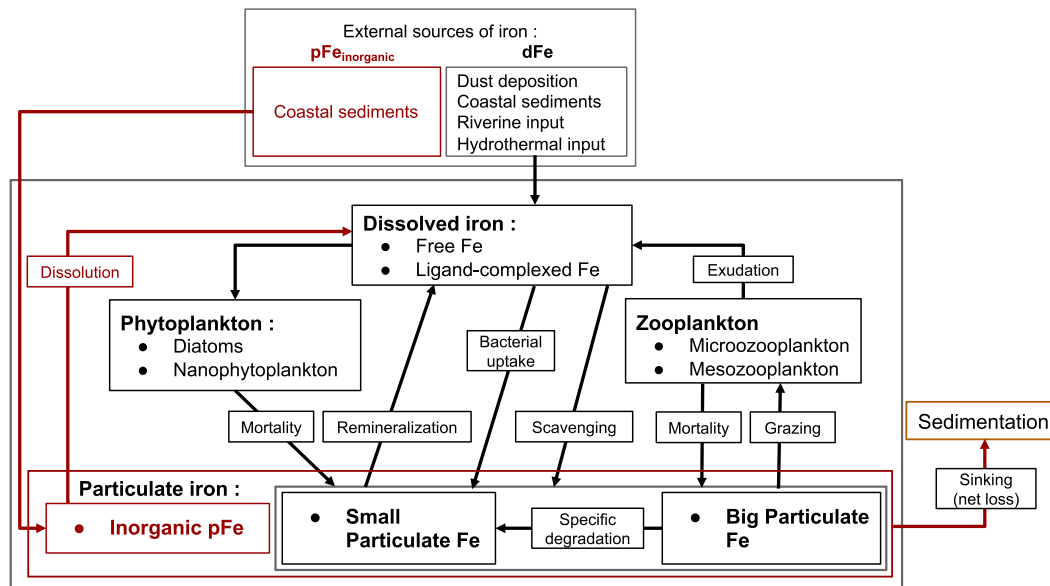 External sources of iron :
pFeinorganic
dFe
Coastal sediments
Dust deposition
Coastal sediments
Riverine input
Hydrothermal input
Dissolved iron :
● Free Fe
● Ligand-complexed Fe
Dissolution
Exudation
Phytoplankton :
● Diatoms
● Nanophytoplankton
Zooplankton
● Microozooplankton
● Mesozooplankton
Bacterial
uptake
Mortality
Remineralization
Scavenging
Mortality
Grazing
Sedimentation
Sinking
(net loss)
Particulate iron :
● Inorganic pFe
● Small
Particulate Fe
Specific
degradation
● Big Particulate
Fe